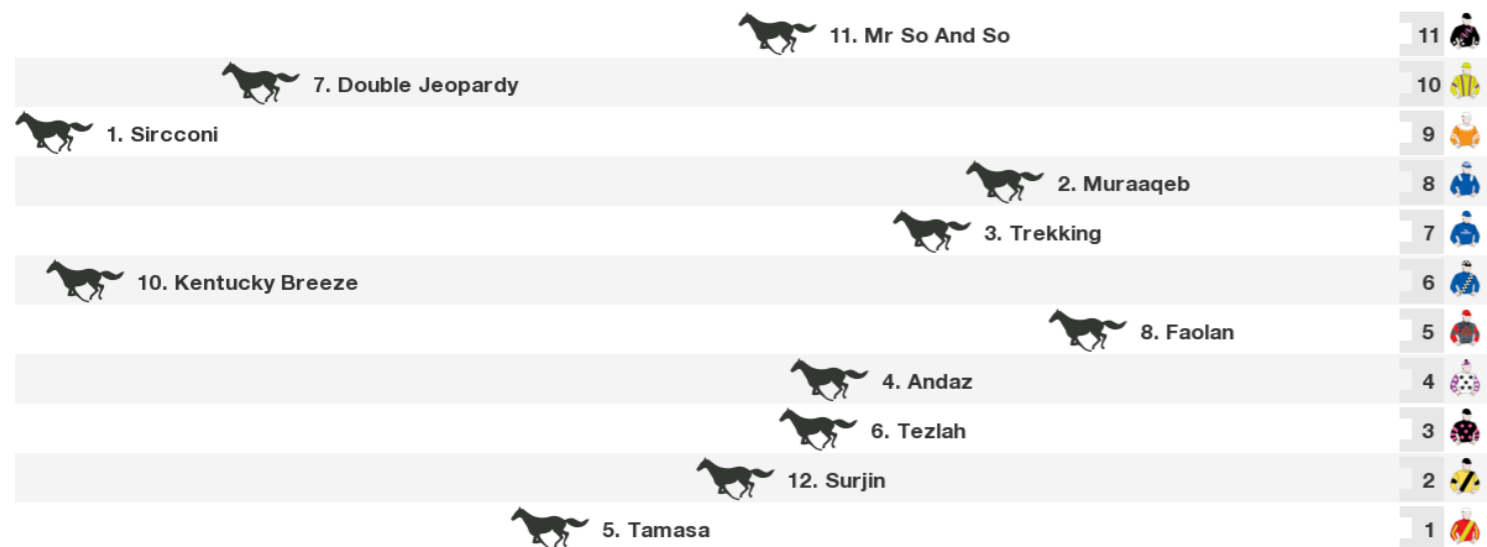 11. Mr So And So 11
7. Double Jeopardy 10
1. Sircconi 9
2. Muraaqeb 8
3. Trekking 7
10. Kentucky Breeze 6
8. Faolan 5
4. Andaz 4
6. Tezlah 3
12. Surjin 2
5. Tamasa 1